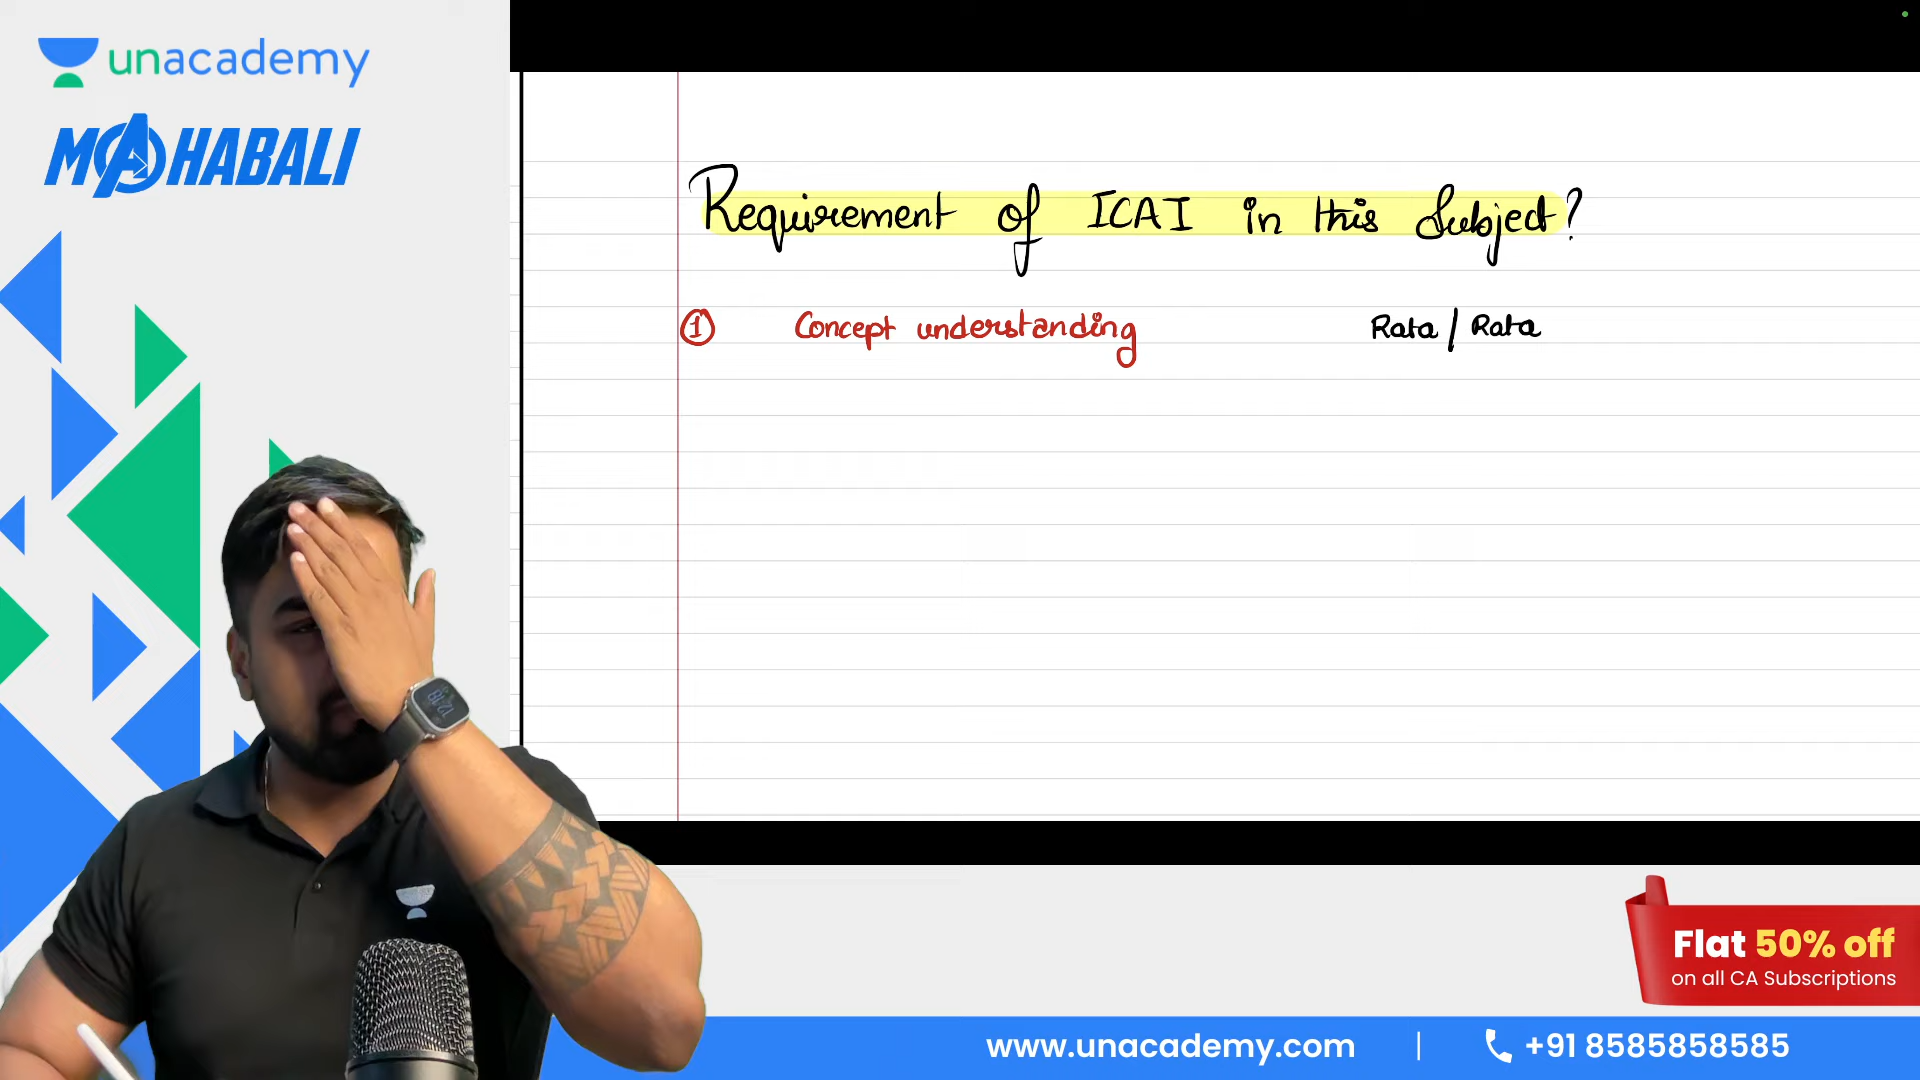 unacademy
MAHABALI
Requirement of ICAI in this Subject?
1 Concept understanding Rata / Rata
Flat 50% off
on all CA Subscriptions
www.unacademy.com | +91 8585858585